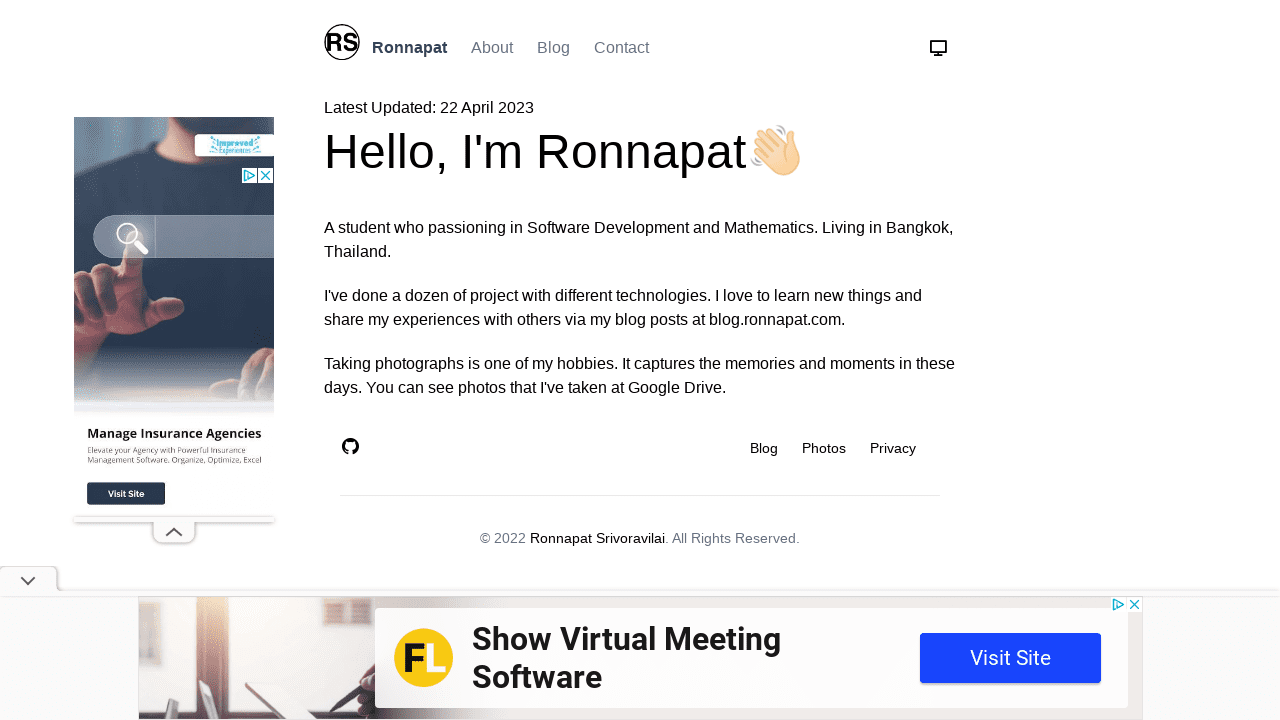 RS Ronnapat About Blog Contact
Latest Updated: 22 April 2023
Hello, I'm Ronnapat👋🏻
A student who passioning in Software Development and Mathematics. Living in Bangkok,
Thailand.
I've done a dozen of project with different technologies. I love to learn new things and
share my experiences with others via my blog posts at blog.ronnapat.com.
Taking photographs is one of my hobbies. It captures the memories and moments in these
days. You can see photos that I've taken at Google Drive.
Blog Photos Privacy
© 2022 Ronnapat Srivoravilai. All Rights Reserved.
Improved
Experiences
Manage Insurance Agencies
Elevate your Agency with Powerful Insurance
Management Software. Organize, Optimize, Excel
Visit Site
FL
Show Virtual Meeting
Software
Visit Site